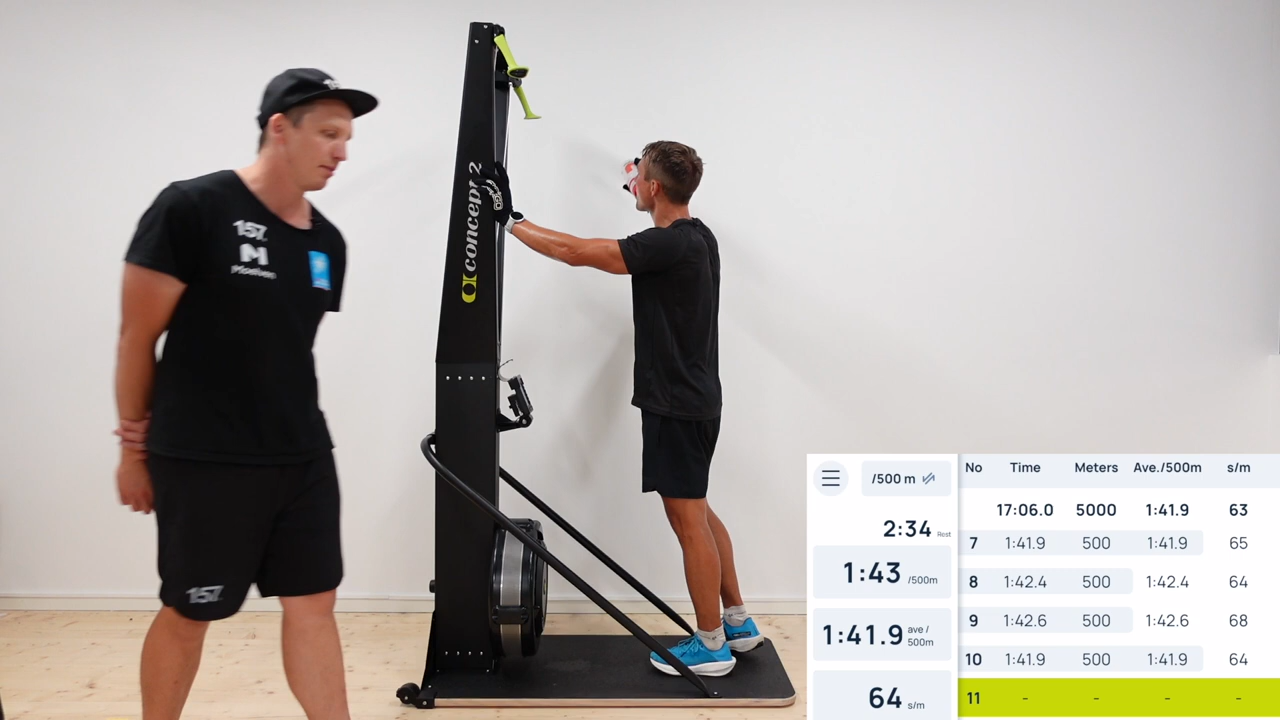 157.
M
Moelven
157.
concept 2
/500 m
2:34 Rest
1:43 /500m
1:41.9 ave / 500m
64 s/m
No Time Meters Ave./500m s/m
17:06.0 5000 1:41.9 63
7 1:41.9 500 1:41.9 65
8 1:42.4 500 1:42.4 64
9 1:42.6 500 1:42.6 68
10 1:41.9 500 1:41.9 64
11 - - - -